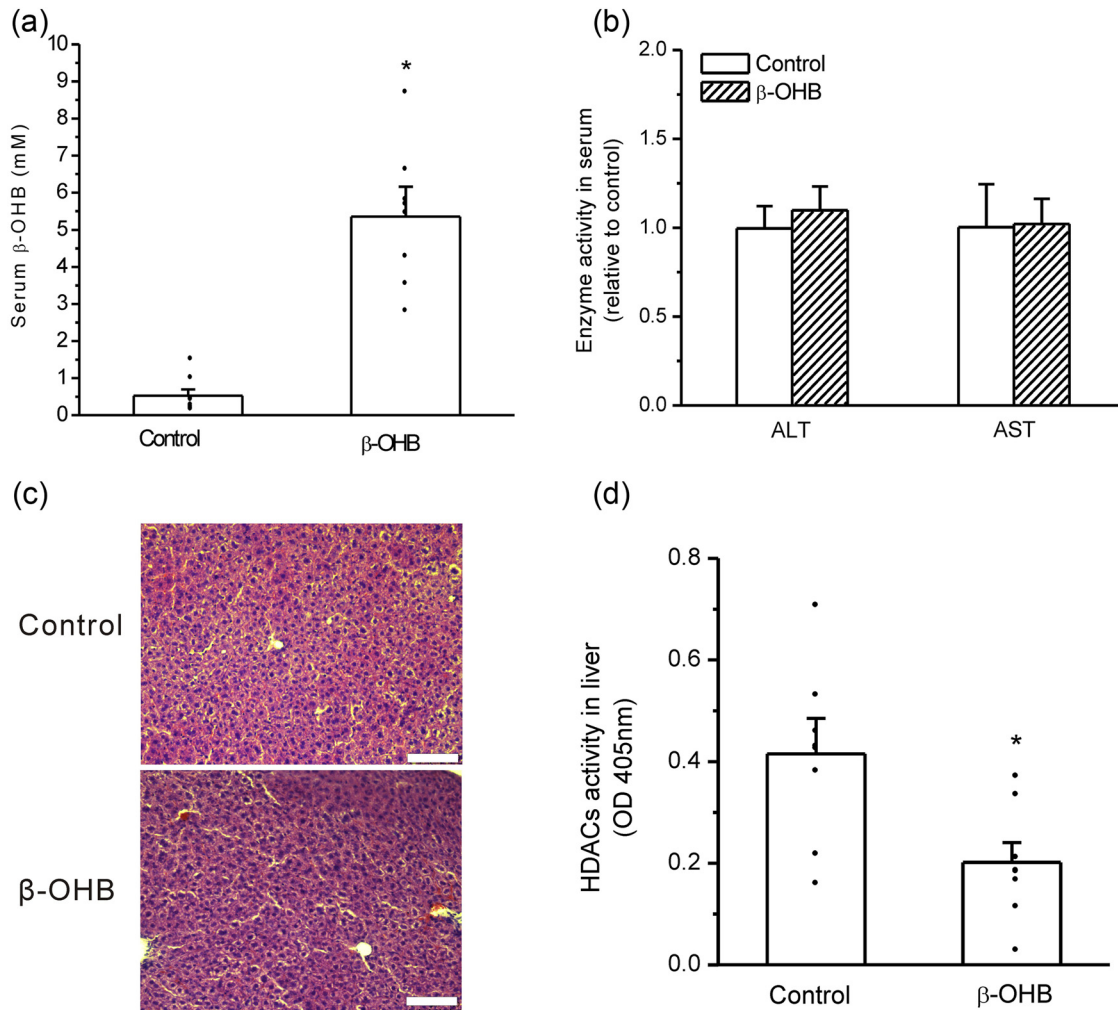 (a)
10
9
8
7
6
5
4
3
2
1
0
Serum β-OHB (mM)
*
Control
β-OHB
(b)
2.0
1.5
1.0
0.5
0.0
Enzyme activity in serum
(relative to control)
Control
β-OHB
ALT
AST
(c)
Control
β-OHB
(d)
0.8
0.6
0.4
0.2
0.0
HDACs activity in liver
(OD 405nm)
*
Control
β-OHB